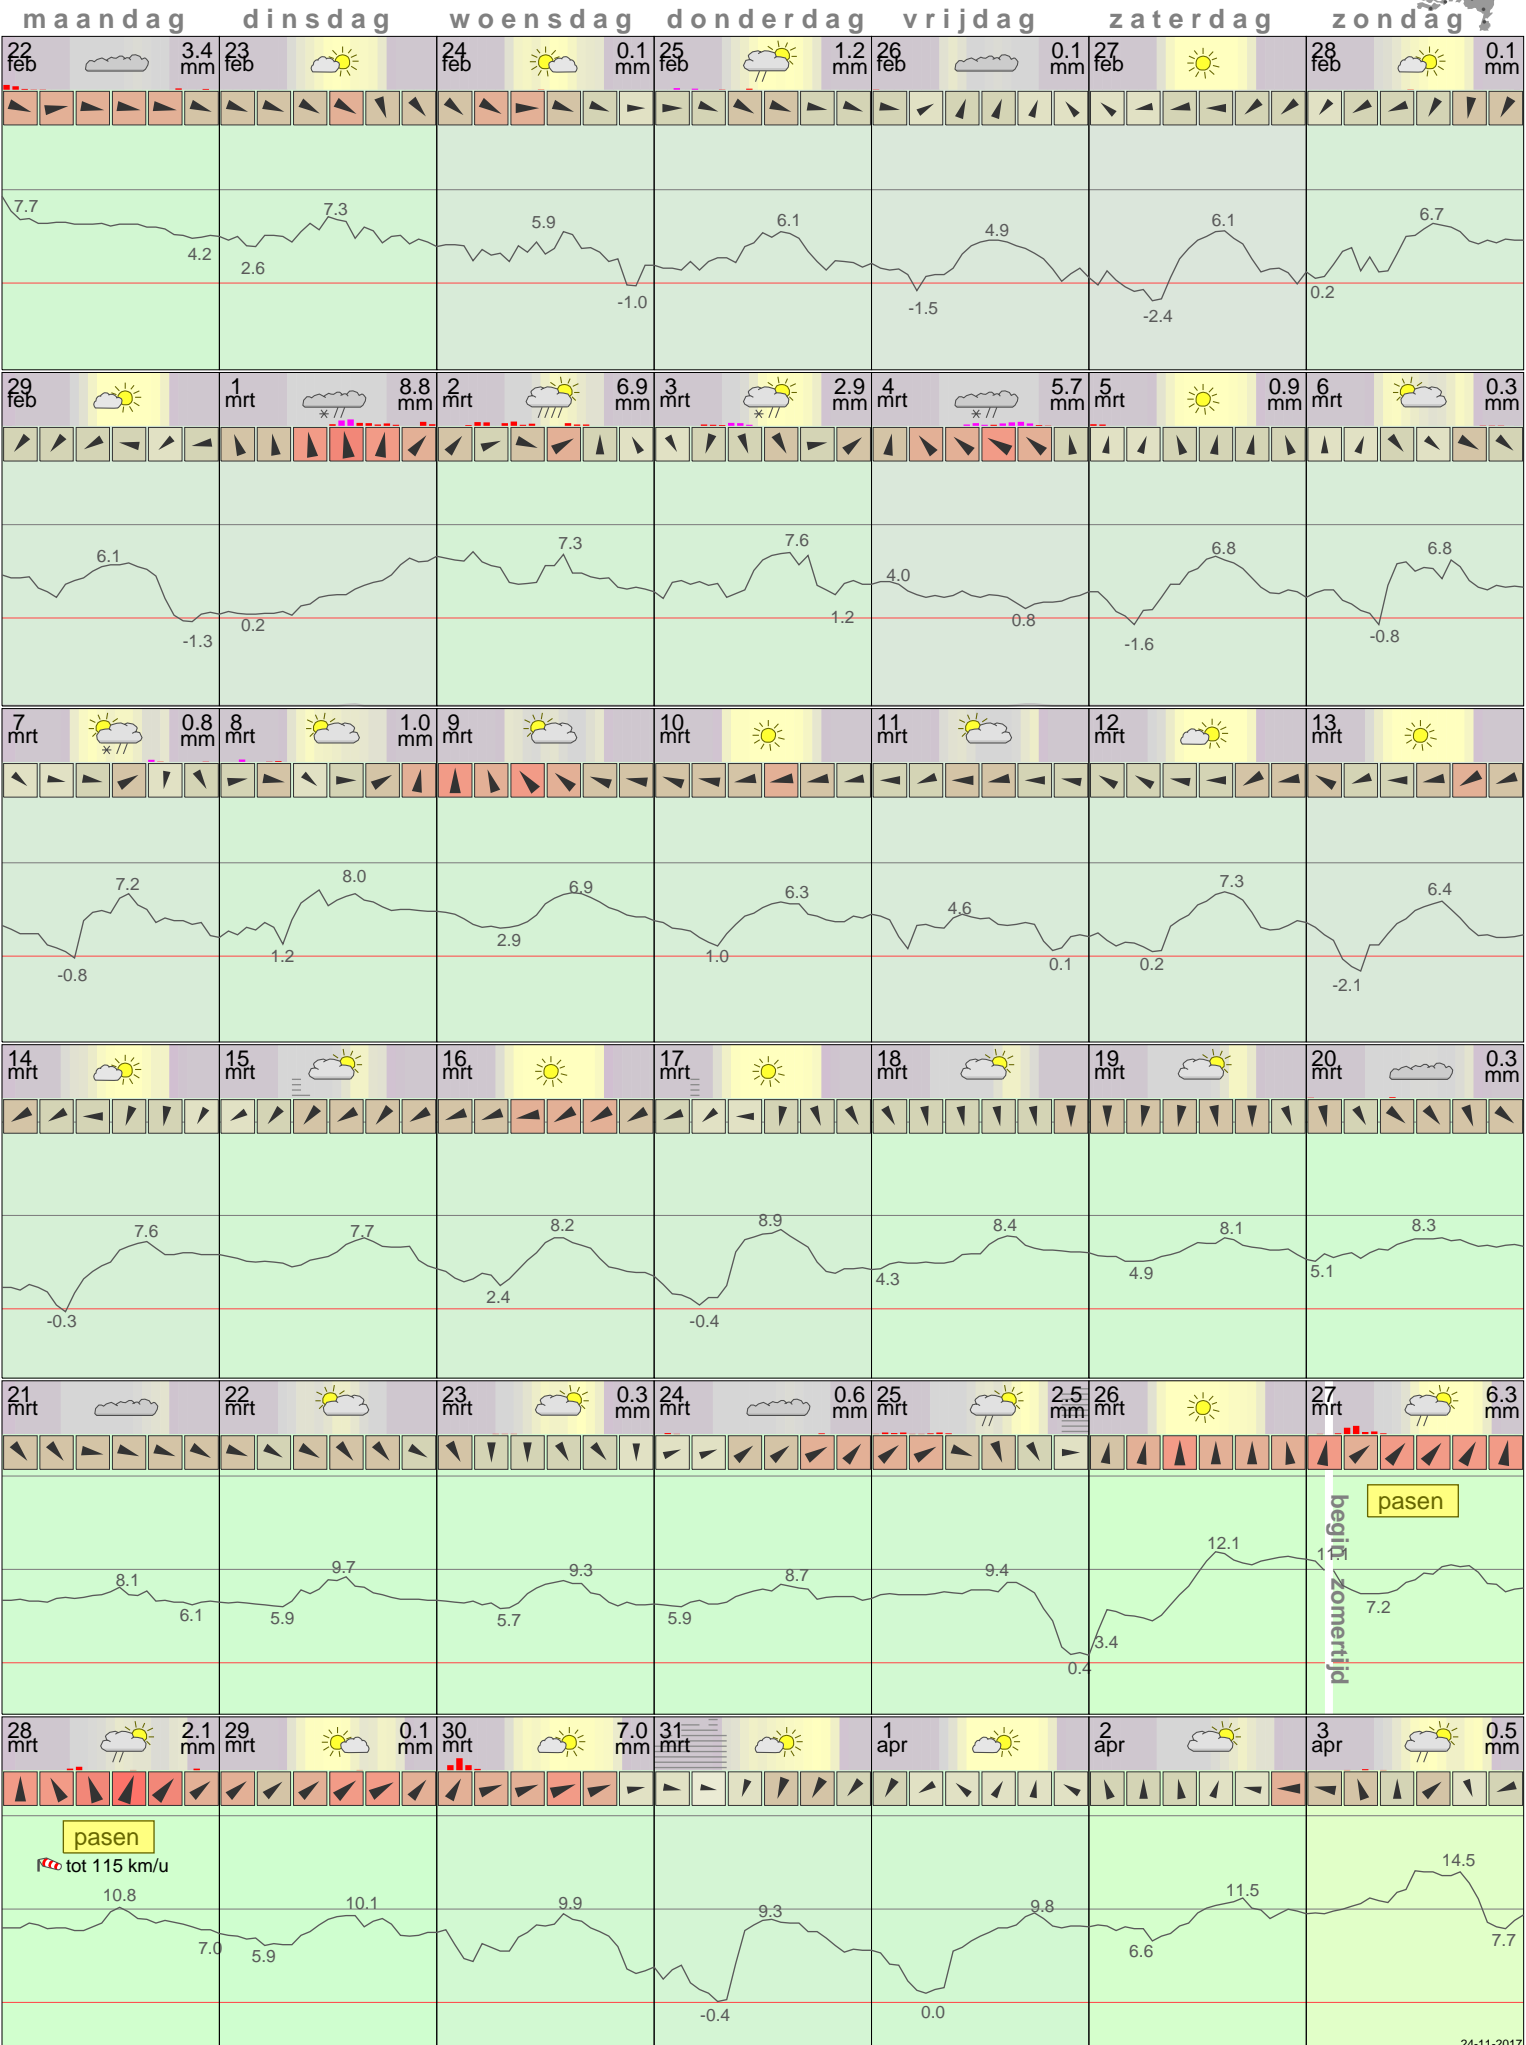 maandag dinsdag woensdag donderdag vrijdag zaterdag zondag
22 feb 3.4 mm 23 feb 24 feb 0.1 mm 25 feb 1.2 mm 26 feb 0.1 mm 27 feb 28 feb 0.1 mm
7.7 4.2 2.6 7.3 5.9 -1.0 6.1 -1.5 4.9 -2.4 6.1 0.2 6.7
29 feb 1 mrt 8.8 mm 2 mrt 6.9 mm 3 mrt 2.9 mm 4 mrt 5.7 mm 5 mrt 0.9 mm 6 mrt 0.3 mm
6.1 -1.3 0.2 7.3 7.6 1.2 4.0 0.8 -1.6 6.8 -0.8 6.8
7 mrt 0.8 mm 8 mrt 1.0 mm 9 mrt 10 mrt 11 mrt 12 mrt 13 mrt
-0.8 7.2 1.2 8.0 2.9 6.9 1.0 6.3 4.6 0.1 0.2 7.3 -2.1 6.4
14 mrt 15 mrt 16 mrt 17 mrt 18 mrt 19 mrt 20 mrt 0.3 mm
-0.3 7.6 7.7 2.4 8.2 -0.4 8.9 4.3 8.4 4.9 8.1 5.1 8.3
21 mrt 22 mrt 23 mrt 0.3 mm 24 mrt 0.6 mm 25 mrt 2.5 mm 26 mrt 27 mrt 6.3 mm
pasen
begin zomertijd
8.1 6.1 5.9 9.7 5.7 9.3 5.9 8.7 9.4 0.4 3.4 12.1 11.1 7.2
28 mrt 2.1 mm 29 mrt 0.1 mm 30 mrt 7.0 mm 31 mrt 1 apr 2 apr 3 apr 0.5 mm
pasen
tot 115 km/u
10.8 7.0 5.9 10.1 9.9 -0.4 9.3 0.0 9.8 6.6 11.5 14.5 7.7
24-11-2017